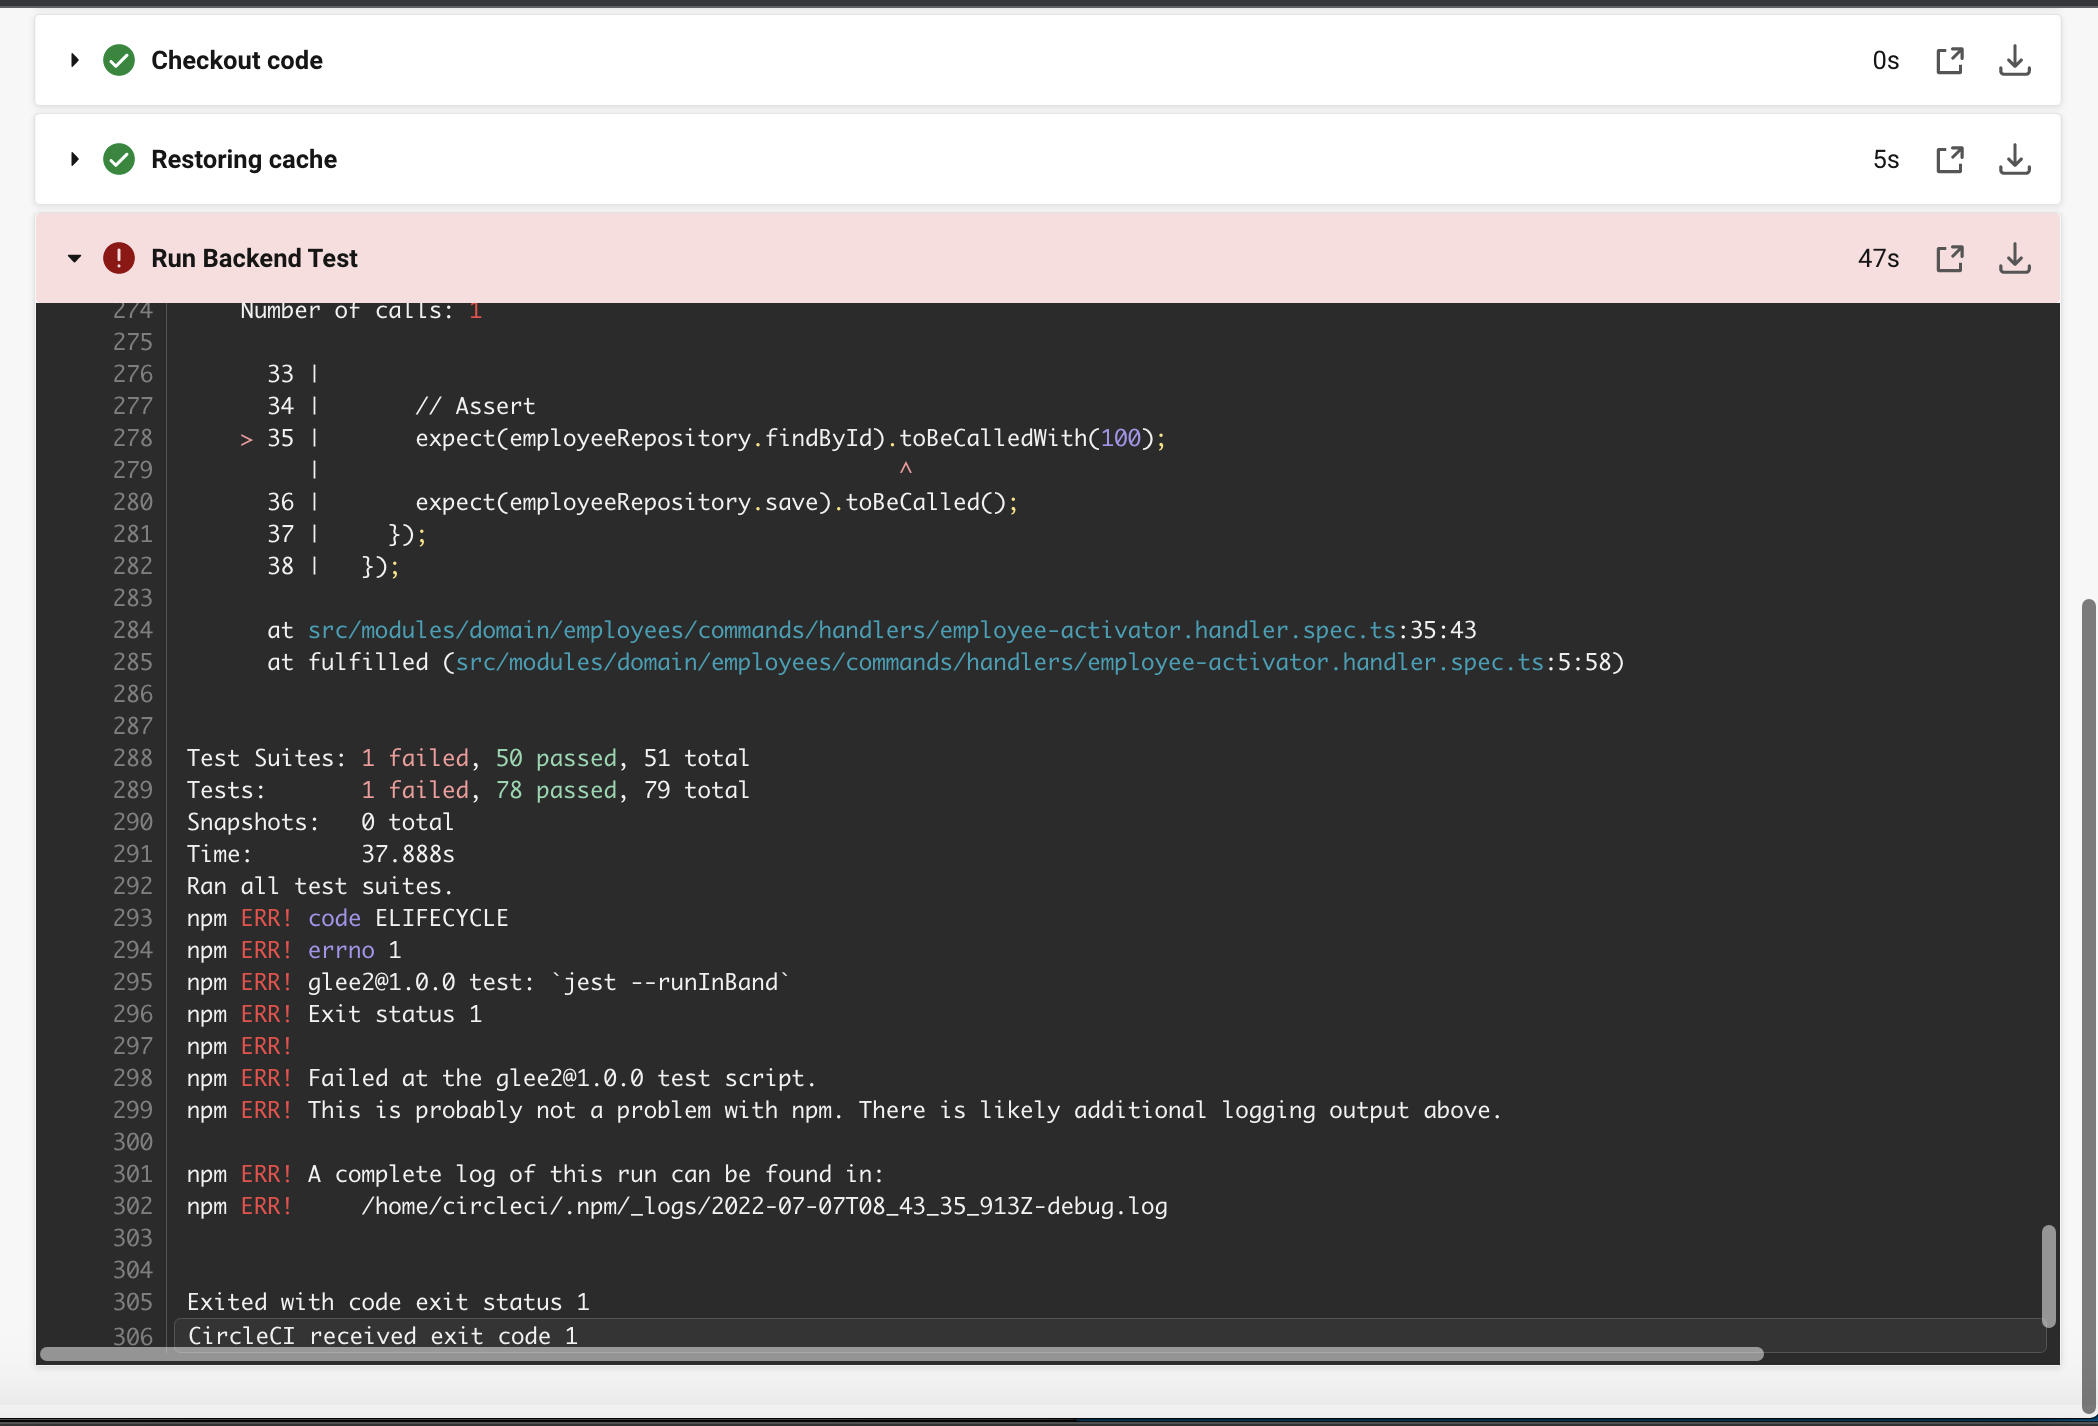 Checkout code 0s
Restoring cache 5s
Run Backend Test 47s
274 Number of calls: 1
275
276 33 |
277 34 | // Assert
278 > 35 | expect(employeeRepository.findById).toBeCalledWith(100);
279 | ^
280 36 | expect(employeeRepository.save).toBeCalled();
281 37 | });
282 38 | });
283
284 at src/modules/domain/employees/commands/handlers/employee-activator.handler.spec.ts:35:43
285 at fulfilled (src/modules/domain/employees/commands/handlers/employee-activator.handler.spec.ts:5:58)
286
287
288 Test Suites: 1 failed, 50 passed, 51 total
289 Tests: 1 failed, 78 passed, 79 total
290 Snapshots: 0 total
291 Time: 37.888s
292 Ran all test suites.
293 npm ERR! code ELIFECYCLE
294 npm ERR! errno 1
295 npm ERR! glee2@1.0.0 test: `jest --runInBand`
296 npm ERR! Exit status 1
297 npm ERR!
298 npm ERR! Failed at the glee2@1.0.0 test script.
299 npm ERR! This is probably not a problem with npm. There is likely additional logging output above.
300
301 npm ERR! A complete log of this run can be found in:
302 npm ERR! /home/circleci/.npm/_logs/2022-07-07T08_43_35_913Z-debug.log
303
304
305 Exited with code exit status 1
306 CircleCI received exit code 1